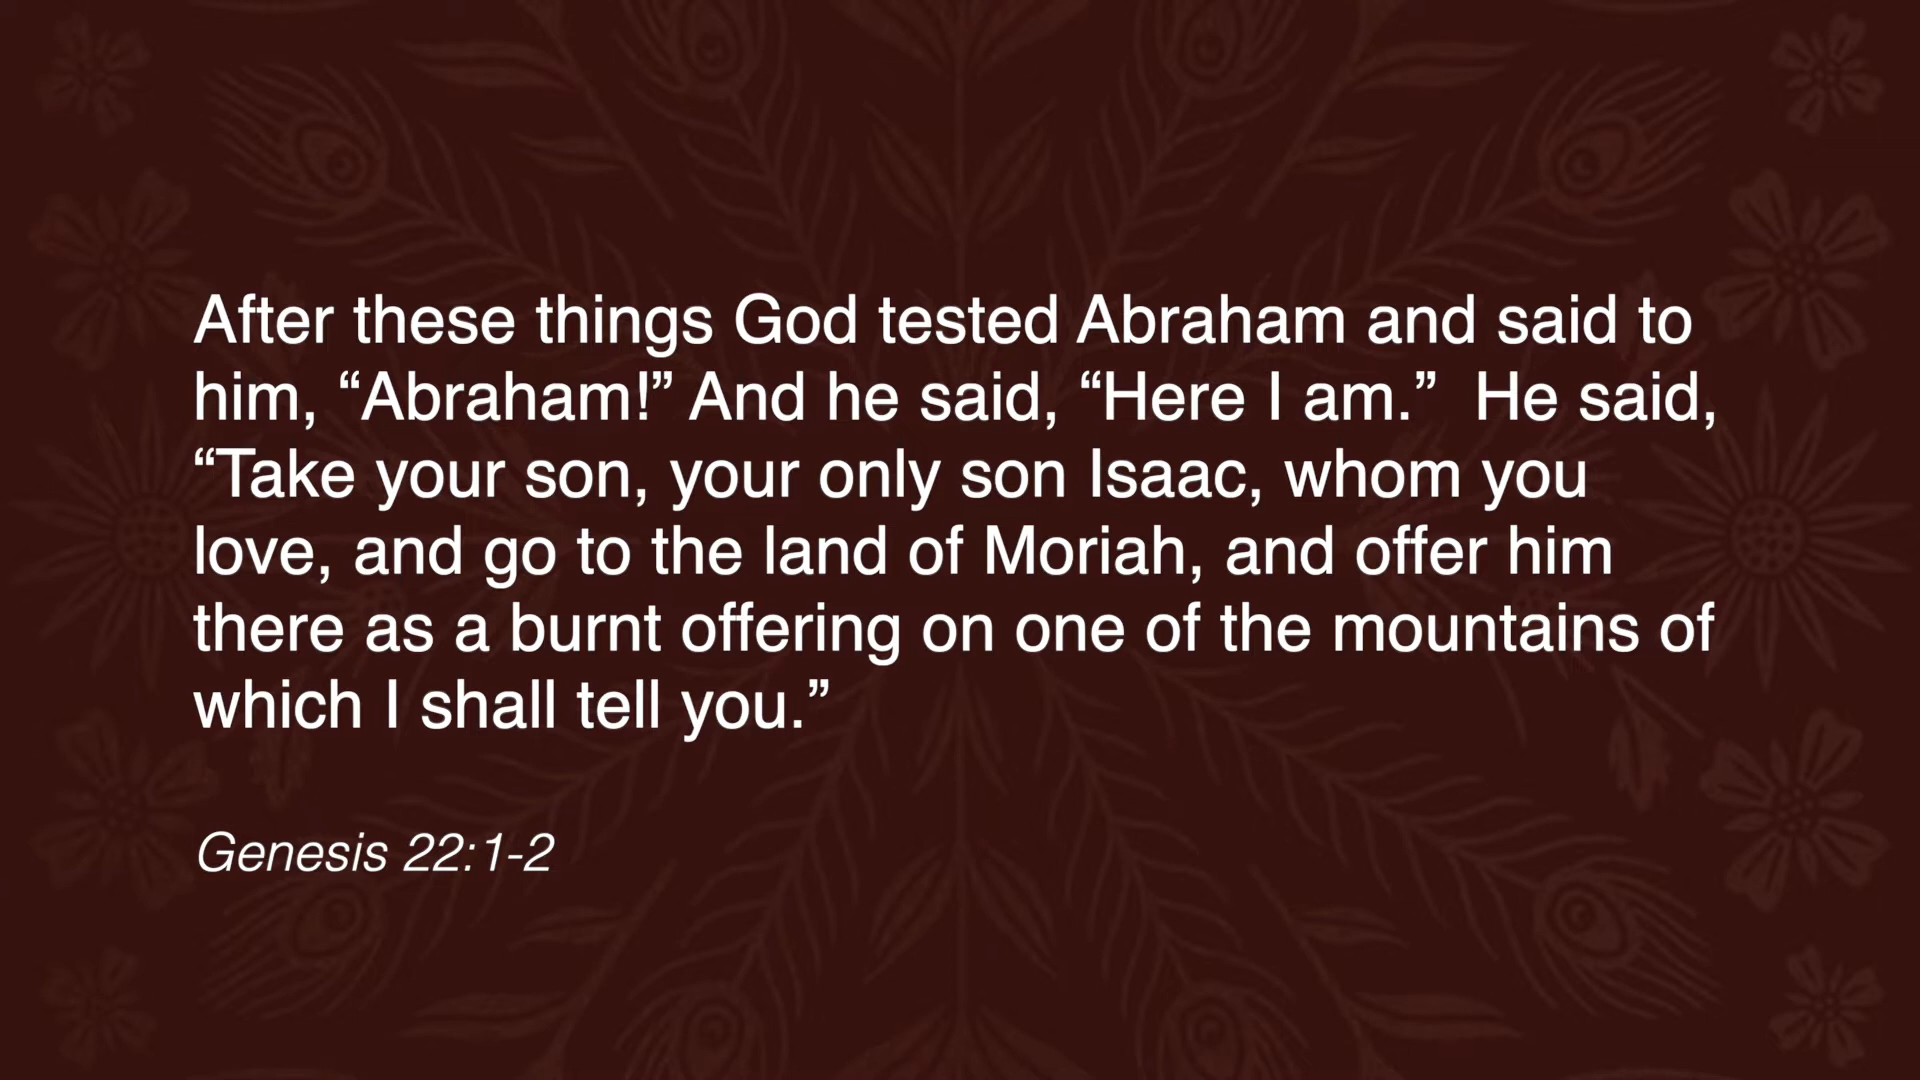 After these things God tested Abraham and said to
him, “Abraham!” And he said, “Here I am.”  He said,
“Take your son, your only son Isaac, whom you
love, and go to the land of Moriah, and offer him
there as a burnt offering on one of the mountains of
which I shall tell you.”
Genesis 22:1-2